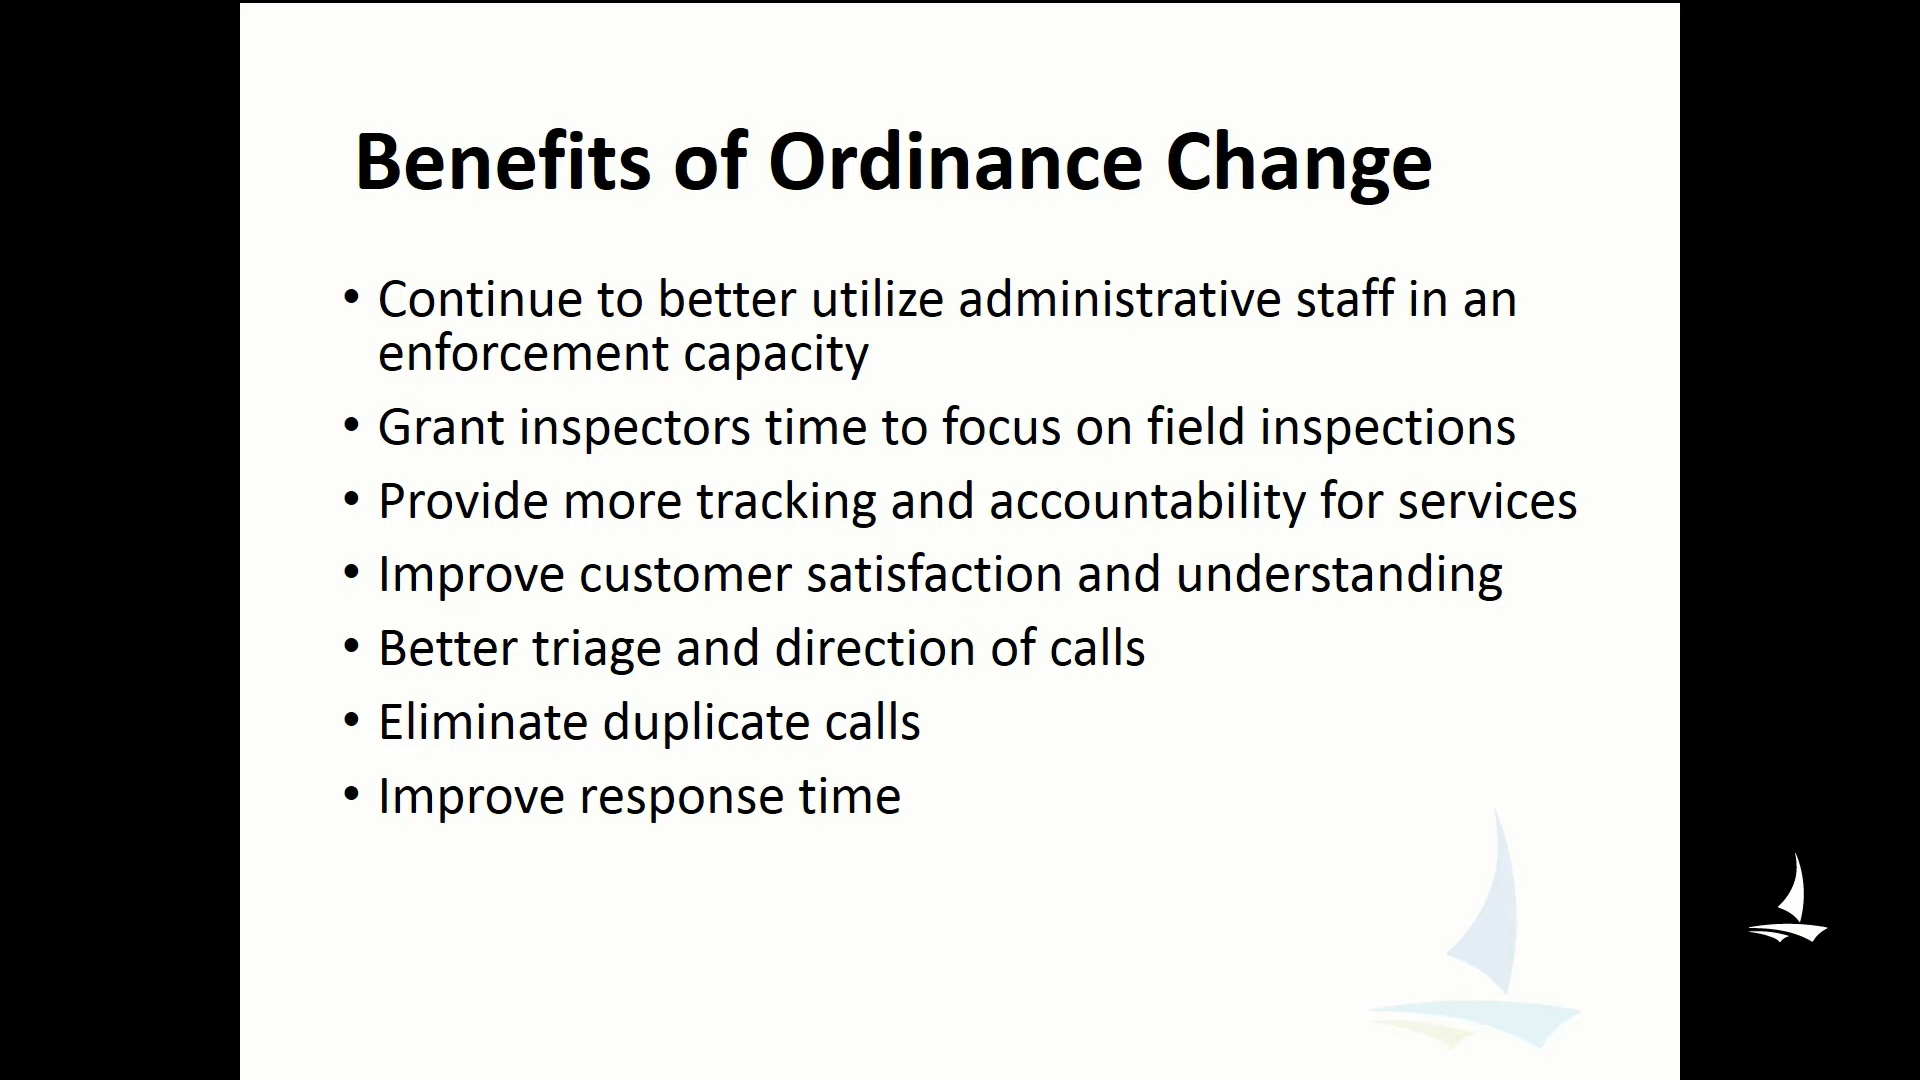 Benefits of Ordinance Change
• Continue to better utilize administrative staff in an
enforcement capacity
• Grant inspectors time to focus on field inspections
• Provide more tracking and accountability for services
• Improve customer satisfaction and understanding
• Better triage and direction of calls
• Eliminate duplicate calls
• Improve response time